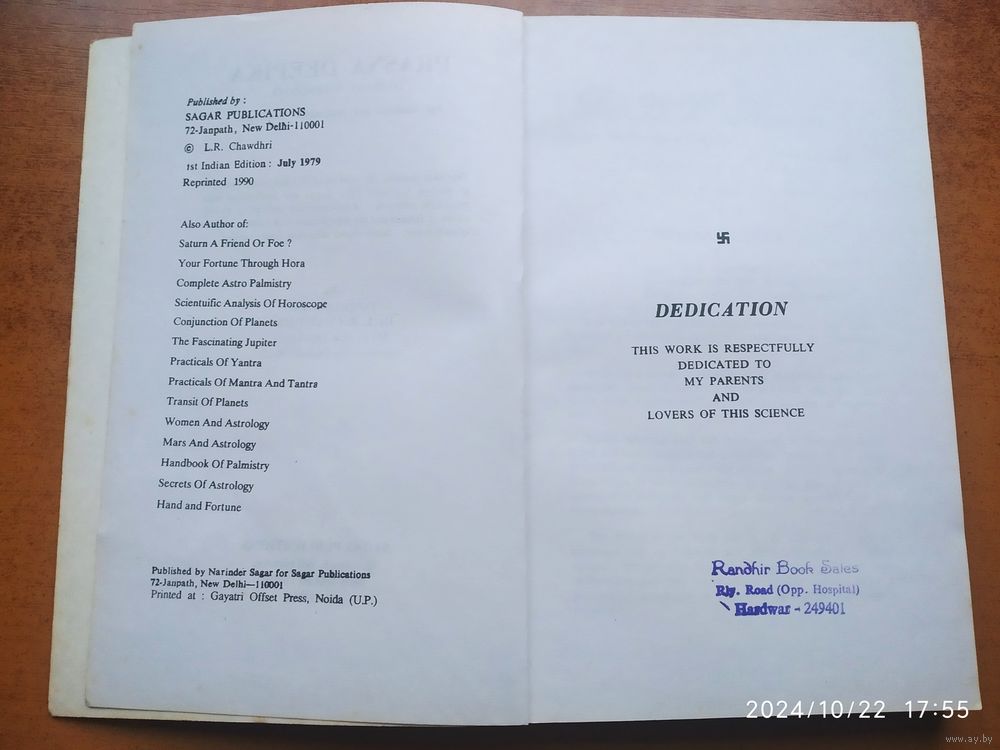 Published by :
SAGAR PUBLICATIONS
72-Janpath, New Delhi-110001
© L.R. Chawdhri
1st Indian Edition : July 1979
Reprinted 1990
Also Author of:
Saturn A Friend Or Foe ?
Your Fortune Through Hora
Complete Astro Palmistry
Scientuific Analysis Of Horoscope
Conjunction Of Planets
The Fascinating Jupiter
Practicals Of Yantra
Practicals Of Mantra And Tantra
Transit Of Planets
Women And Astrology
Mars And Astrology
Handbook Of Palmistry
Secrets Of Astrology
Hand and Fortune
Published by Narinder Sagar for Sagar Publications
72-Janpath, New Delhi—110001
Printed at : Gayatri Offset Press, Noida (U.P.)
卐
DEDICATION
THIS WORK IS RESPECTFULLY
DEDICATED TO
MY PARENTS
AND
LOVERS OF THIS SCIENCE
Randhir Book Sales
Rly. Road (Opp. Hospital)
Hardwar - 249401
2024/10/22 17:55
www.ay.by